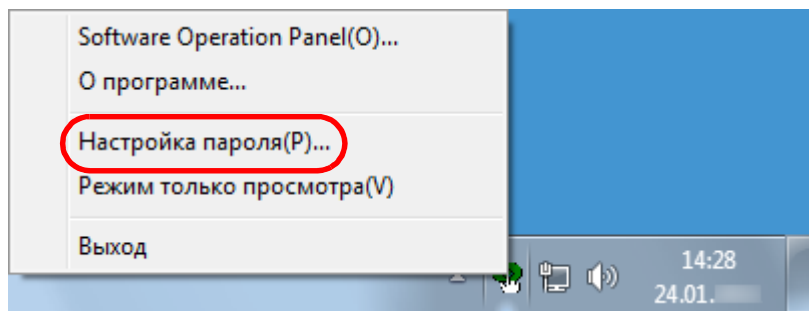 Software Operation Panel(O)...
О программе...
Настройка пароля(P)...
Режим только просмотра(V)
Выход
14:28
24.01.